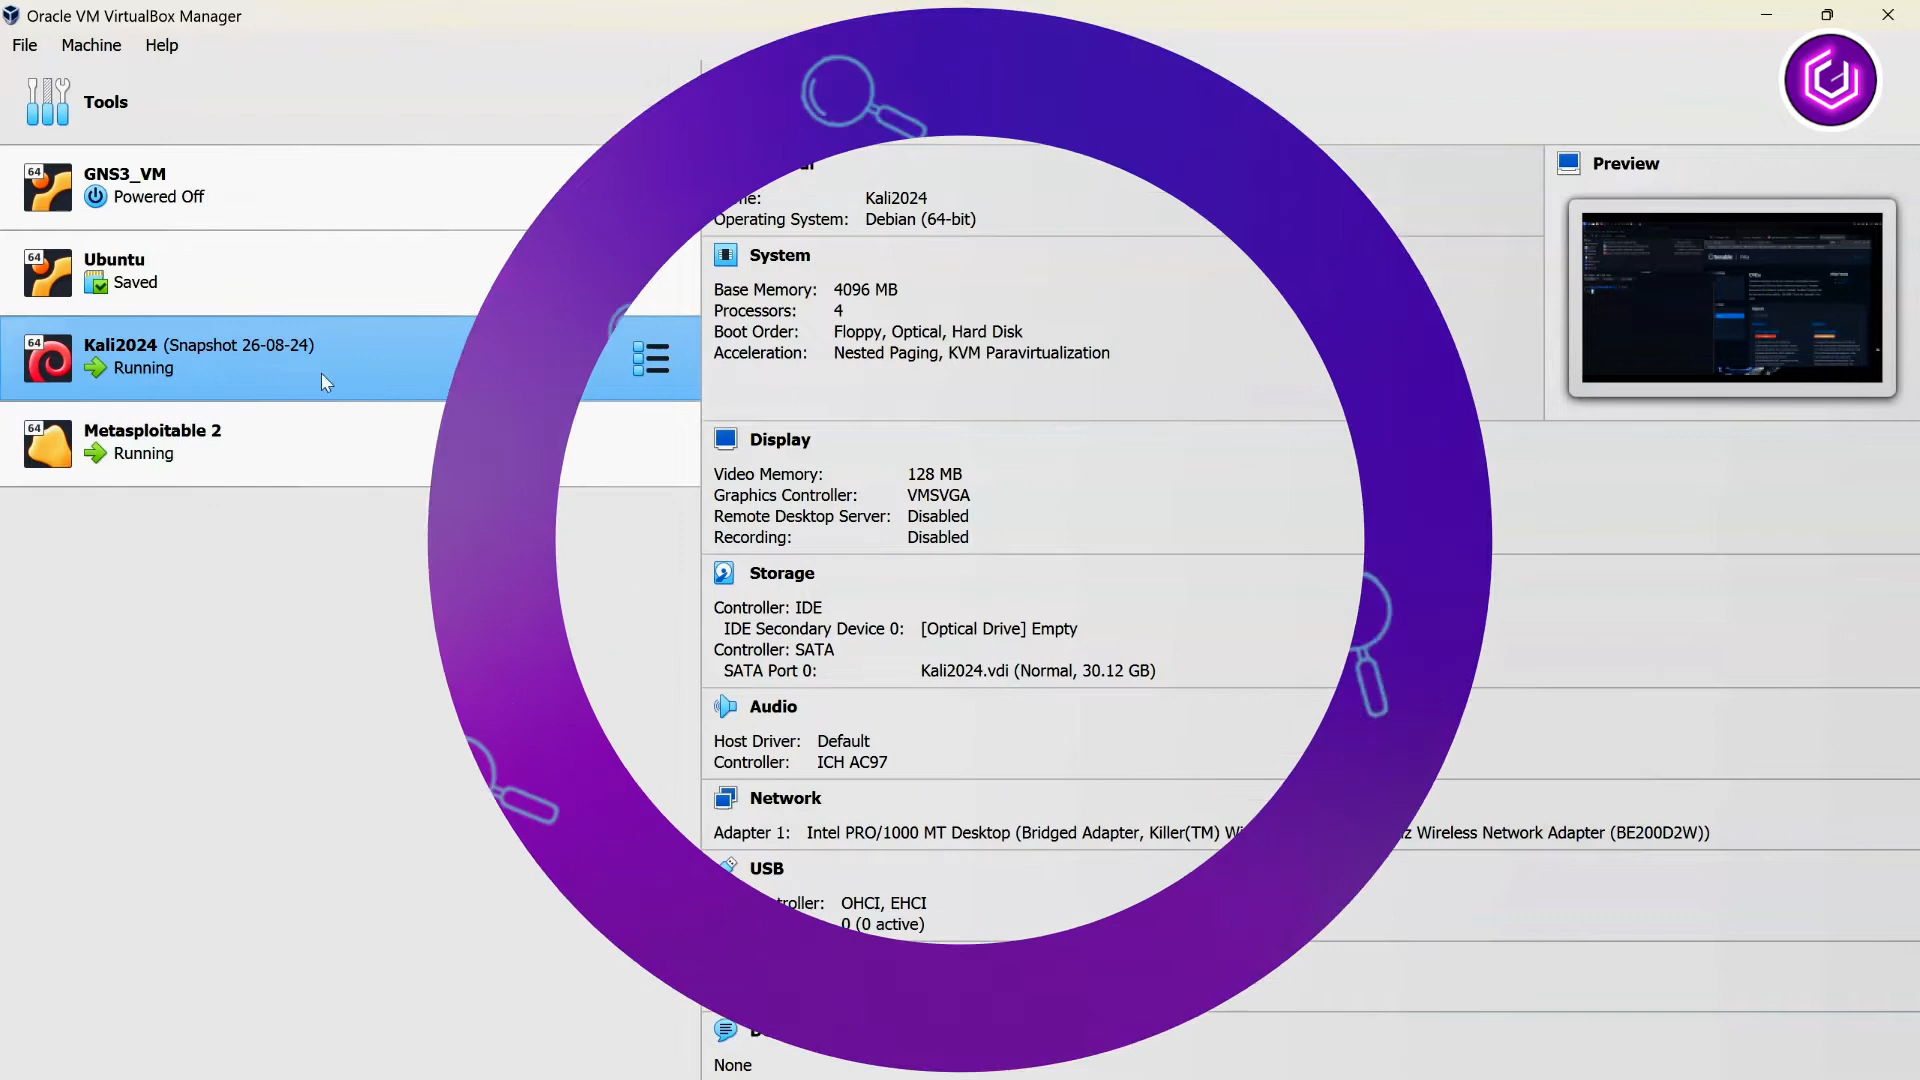 Oracle VM VirtualBox Manager
File Machine Help
Tools
64 GNS3_VM
Powered Off
64 Ubuntu
Saved
64 Kali2024 (Snapshot 26-08-24)
Running
64 Metasploitable 2
Running
Kali2024
Operating System: Debian (64-bit)
System
Base Memory: 4096 MB
Processors: 4
Boot Order: Floppy, Optical, Hard Disk
Acceleration: Nested Paging, KVM Paravirtualization
Display
Video Memory: 128 MB
Graphics Controller: VMSVGA
Remote Desktop Server: Disabled
Recording: Disabled
Storage
Controller: IDE
IDE Secondary Device 0: [Optical Drive] Empty
Controller: SATA
SATA Port 0: Kali2024.vdi (Normal, 30.12 GB)
Audio
Host Driver: Default
Controller: ICH AC97
Network
Adapter 1: Intel PRO/1000 MT Desktop (Bridged Adapter, Killer(TM) Wireless Network Adapter (BE200D2W))
USB
OHCI, EHCI
0 (0 active)
None
Preview